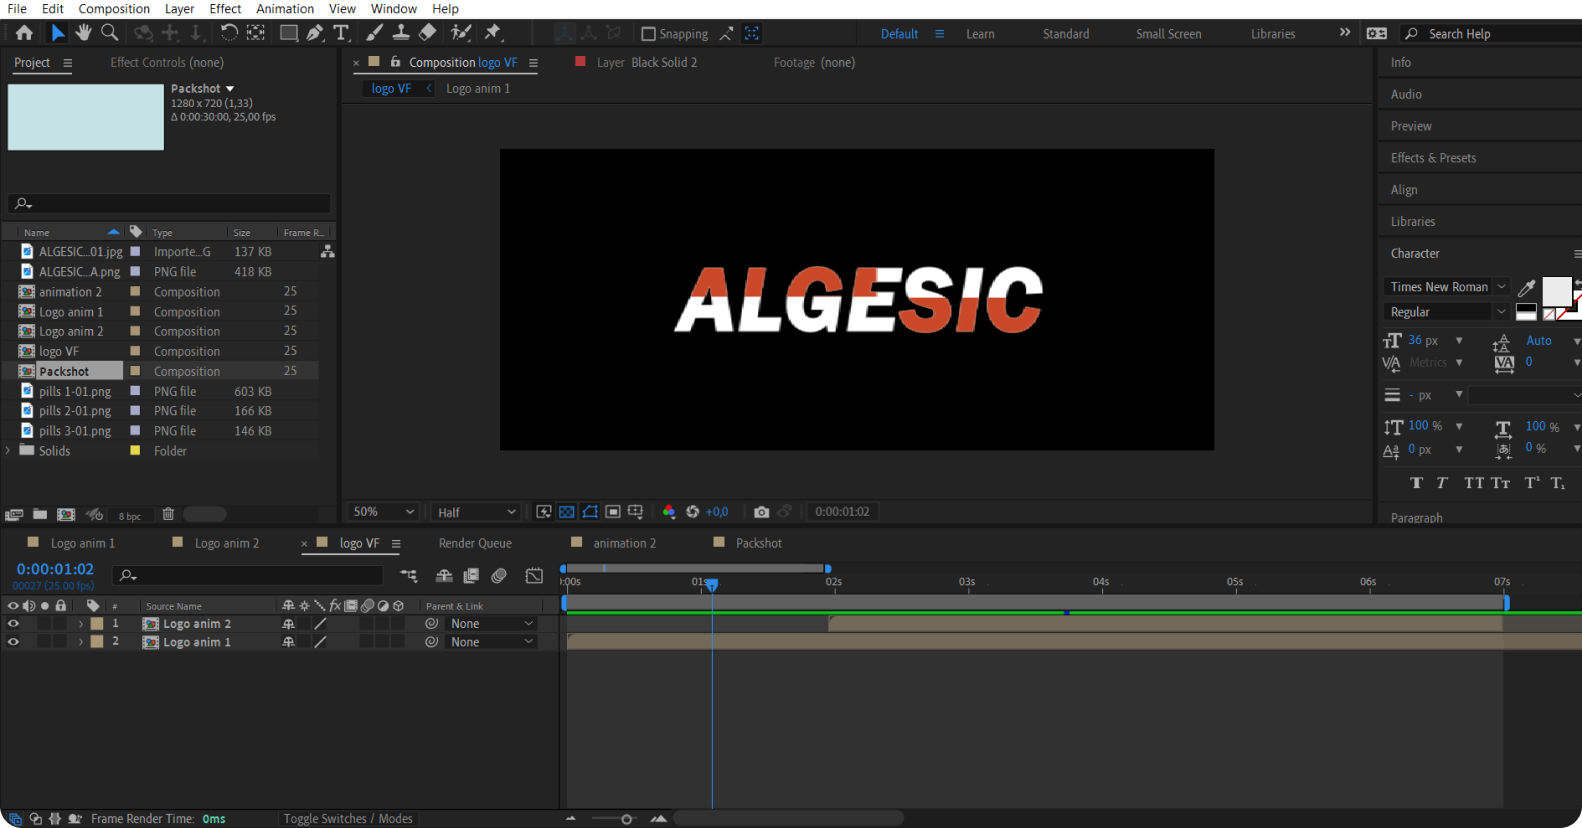 File Edit Composition Layer Effect Animation View Window Help
Snapping Default Learn Standard Small Screen Libraries Search Help
Project Effect Controls (none)
Packshot
1280 x 720 (1,33)
Δ 0:00:30:00, 25,00 fps
Name Type Size Frame R...
ALGESIC...01.jpg Importe...G 137 KB
ALGESIC...A.png PNG file 418 KB
animation 2 Composition 25
Logo anim 1 Composition 25
Logo anim 2 Composition 25
logo VF Composition 25
Packshot Composition 25
pills 1-01.png PNG file 603 KB
pills 2-01.png PNG file 166 KB
pills 3-01.png PNG file 146 KB
Solids Folder
8 bpc
Composition logo VF Layer Black Solid 2 Footage (none)
logo VF Logo anim 1
ALGESIC
50% Half +0,0 0:00:01:02
Info
Audio
Preview
Effects & Presets
Align
Libraries
Character
Times New Roman
Regular
36 px Auto
Metrics 0
- px
100 % 100 %
0 px 0 %
Paragraph
Logo anim 1 Logo anim 2 logo VF Render Queue animation 2 Packshot
0:00:01:02
00027 (25.00 fps)
:00s 01s 02s 03s 04s 05s 06s 07s
# Source Name Parent & Link
1 Logo anim 2 None
2 Logo anim 1 None
Frame Render Time: 0ms Toggle Switches / Modes